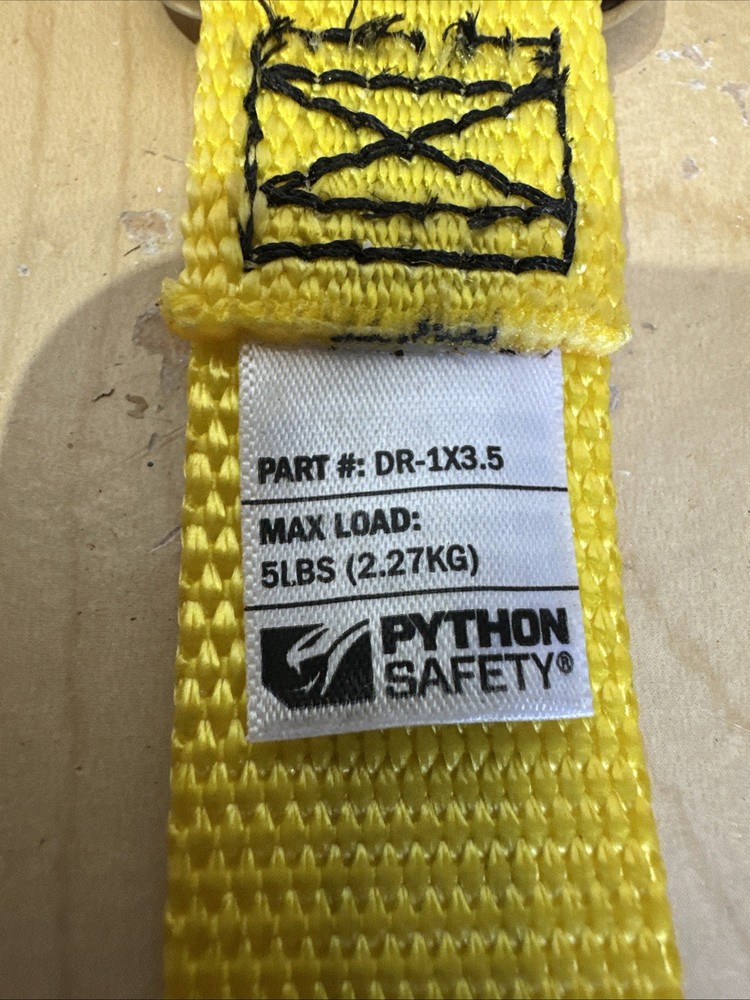 PART #: DR-1X3.5
MAX LOAD:
5LBS (2.27KG)
PYTHON
SAFETY®